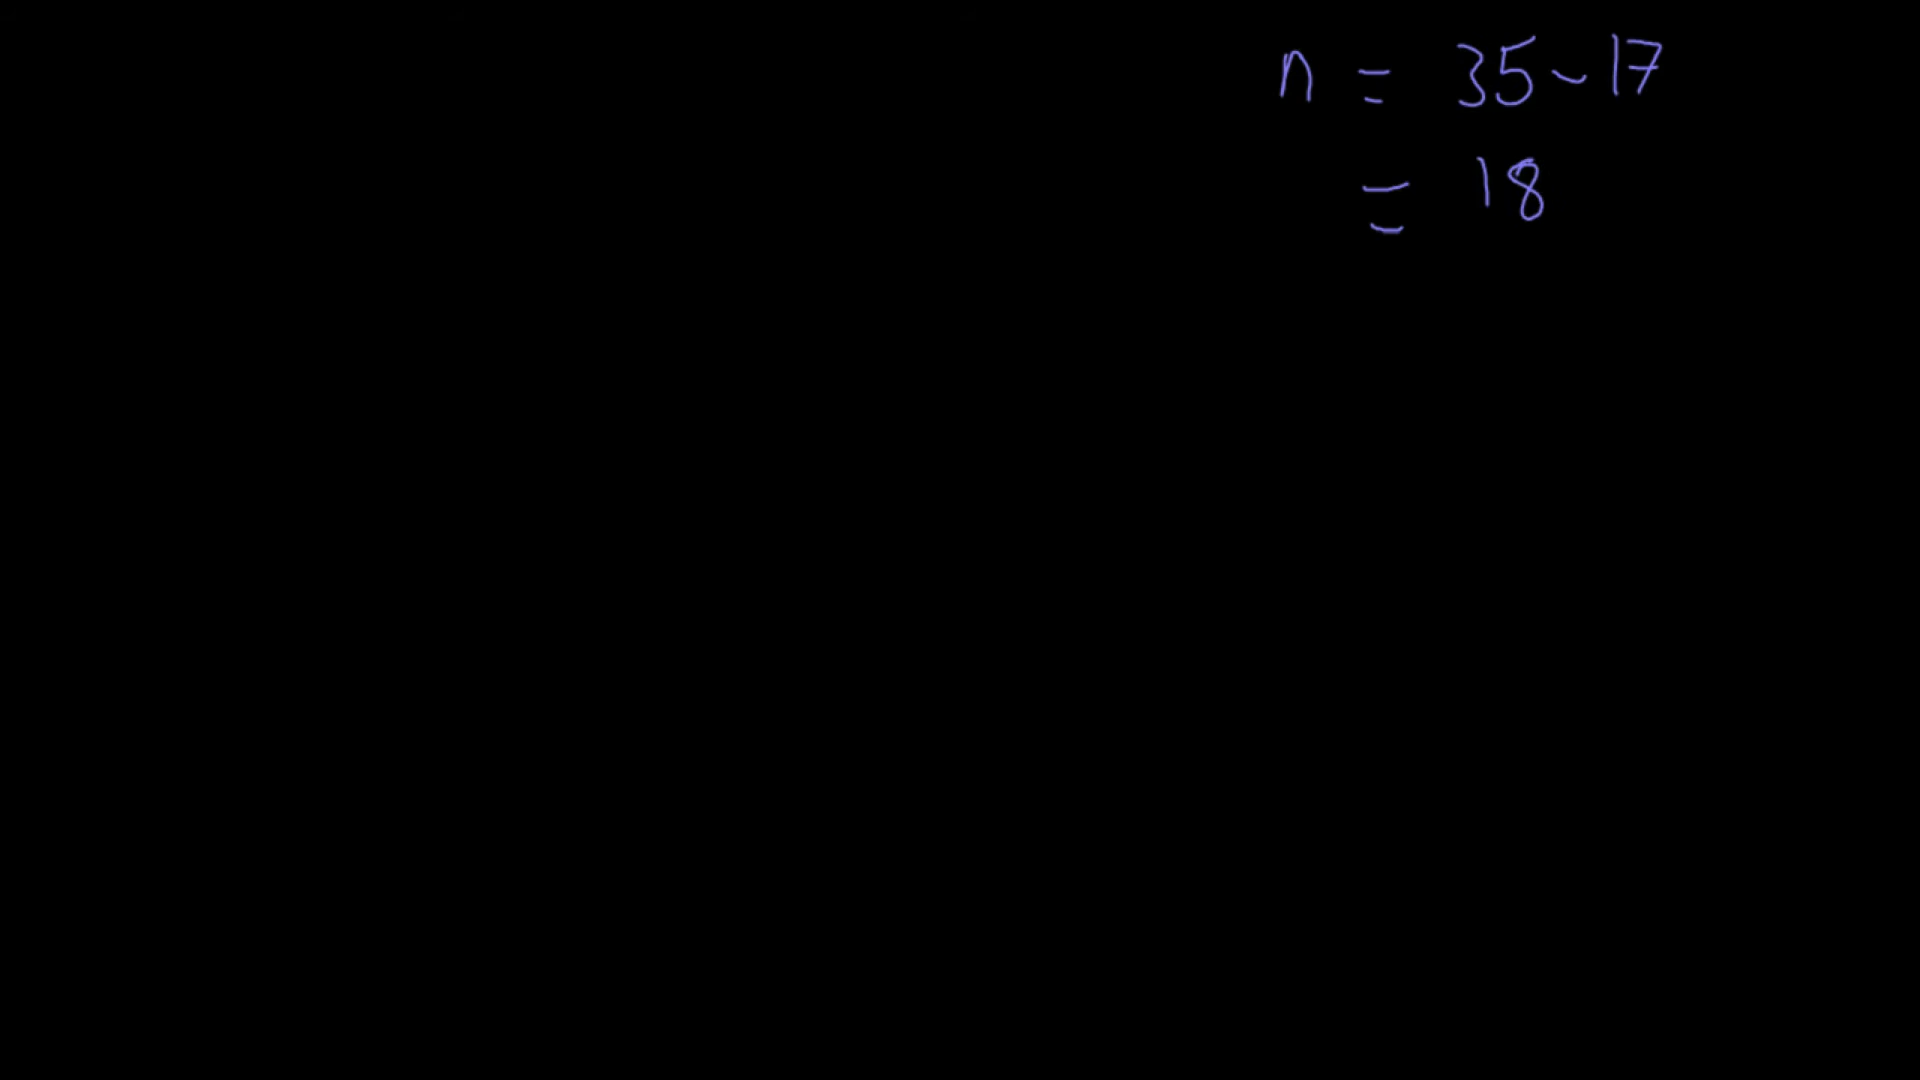 n = 35-17
= 18